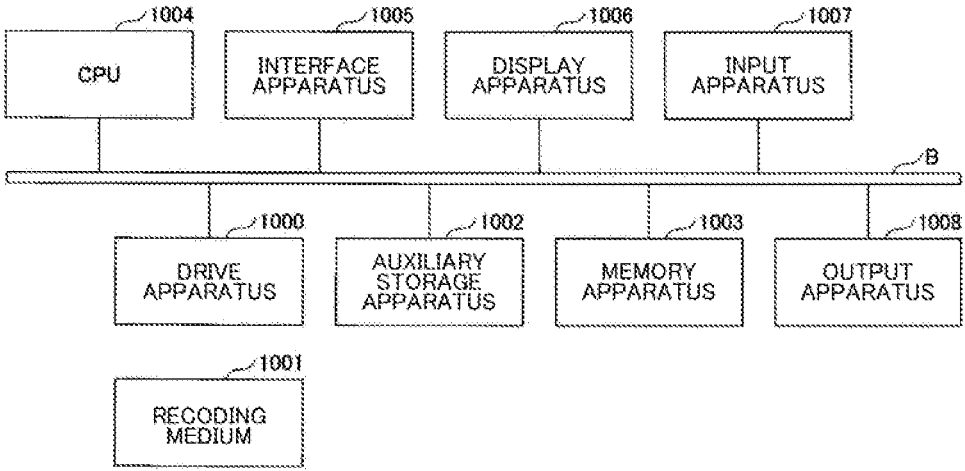 1004
1005
1006
1007
CPU
INTERFACE
APPARATUS
DISPLAY
APPARATUS
INPUT
APPARATUS
B
1000
1002
1003
1008
DRIVE
APPARATUS
AUXILIARY
STORAGE
APPARATUS
MEMORY
APPARATUS
OUTPUT
APPARATUS
1001
RECODING
MEDIUM